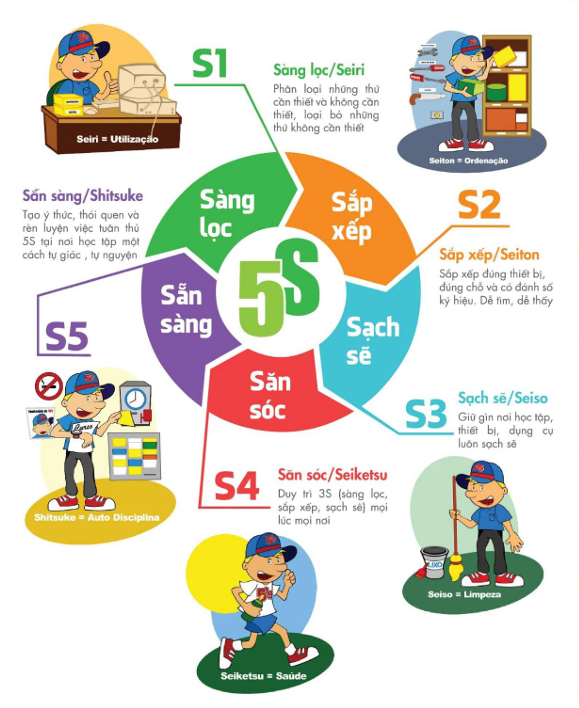 S1
Sàng lọc/Seiri
Phân loại những thứ
cần thiết và không cần
thiết, loại bỏ những
thứ không cần thiết
Seiri = Utilização
Seiton = Ordenação
Sẵn sàng/Shitsuke
Tạo ý thức, thói quen và
rèn luyện việc tuân thủ
5S tại nơi học tập một
cách tự giác , tự nguyện
Sàng
lọc
Sắp
xếp
S2
Sắp xếp/Seiton
Sắp xếp đúng thiết bị,
đúng chỗ và có đánh số
ký hiệu. Dễ tìm, dễ thấy
5S
Sẵn
sàng
Sạch
sẽ
S5
Săn
sóc
S3
Sạch sẽ/Seiso
Giữ gìn nơi học tập,
thiết bị, dụng cụ
luôn sạch sẽ
S4
Săn sóc/Seiketsu
Duy trì 3S (sàng lọc,
sắp xếp, sạch sẽ) mọi
lúc mọi nơi
Shitsuke = Auto Disciplina
LIXO
Seiso = Limpeza
5'S
Seiketsu = Saúde